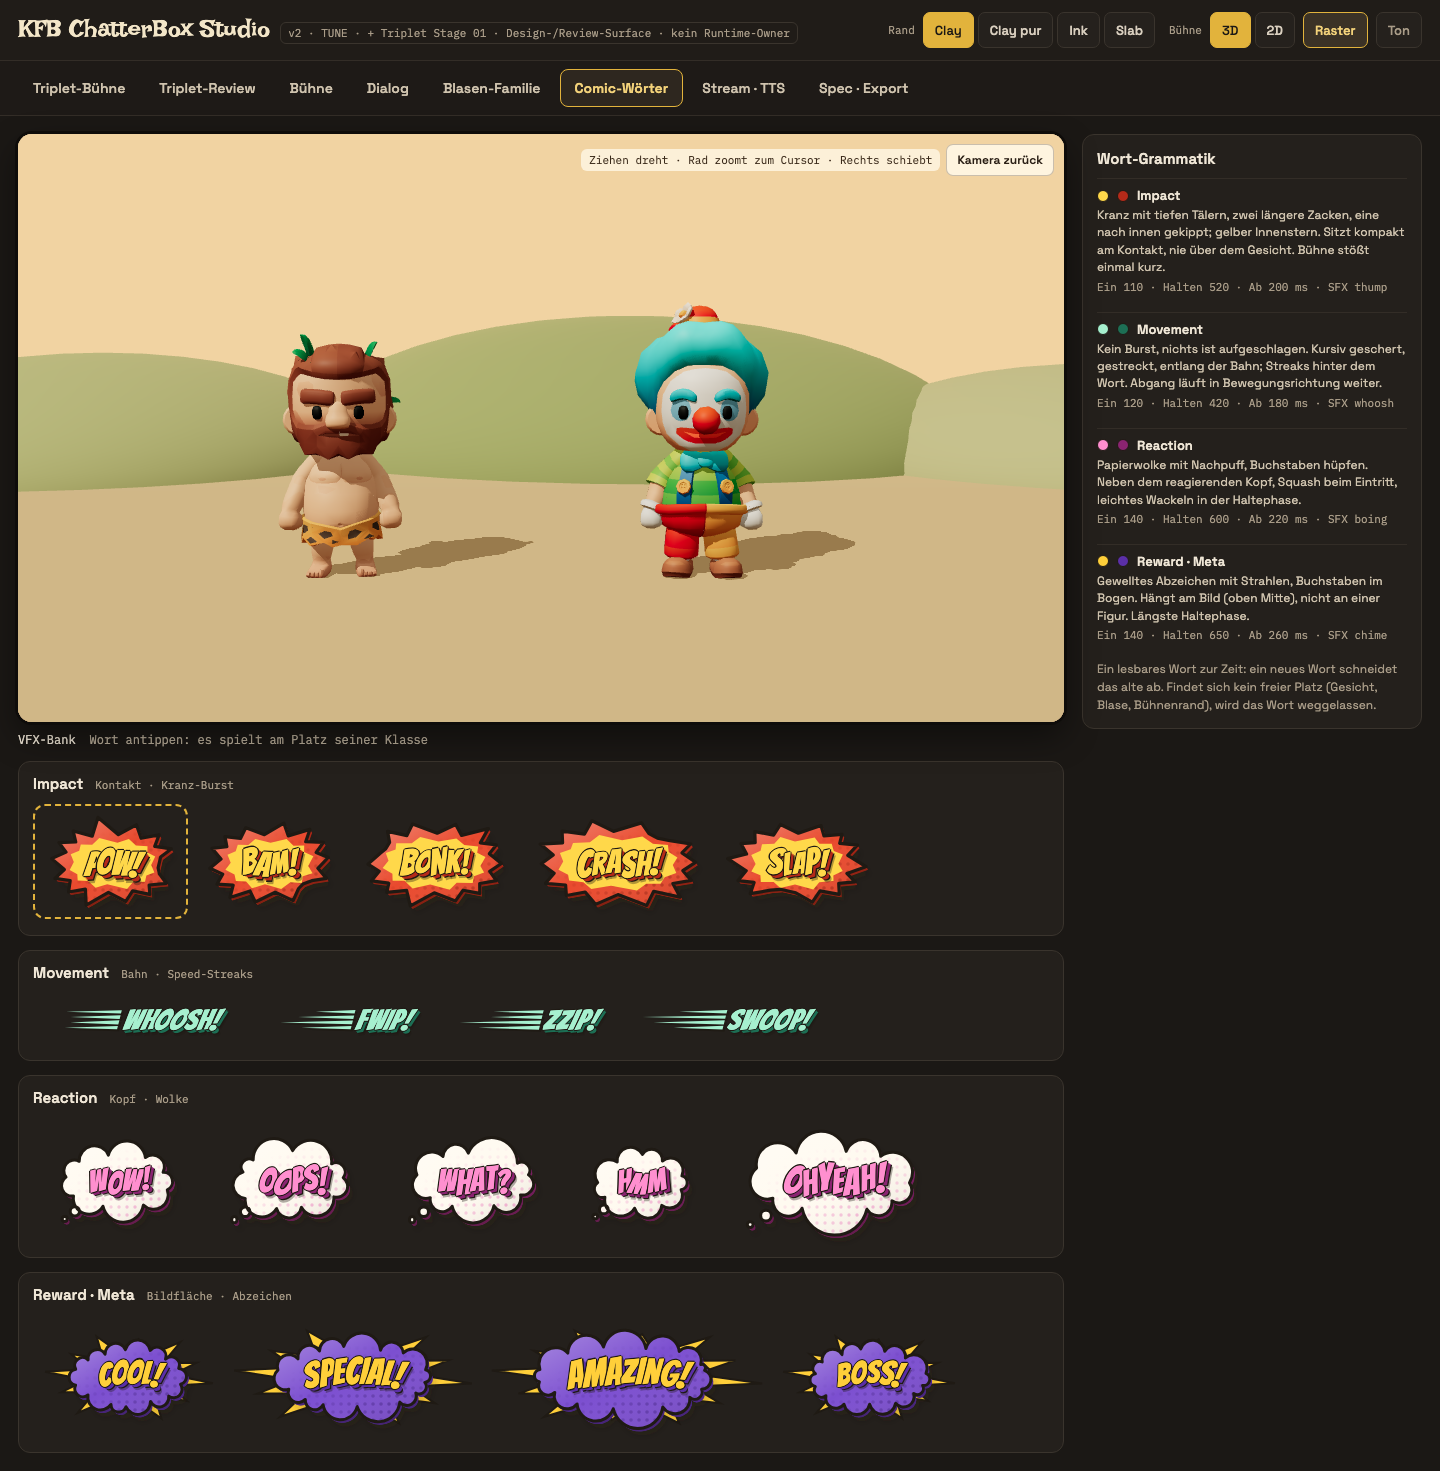 KFB ChatterBox Studio
v2 · TUNE · + Triplet Stage 01 · Design-/Review-Surface · kein Runtime-Owner
Rand Clay Clay pur Ink Slab Bühne 3D 2D Raster Ton
Triplet-Bühne Triplet-Review Bühne Dialog Blasen-Familie Comic-Wörter Stream · TTS Spec · Export
Ziehen dreht · Rad zoomt zum Cursor · Rechts schiebt
Kamera zurück
VFX-Bank Wort antippen: es spielt am Platz seiner Klasse
Impact Kontakt · Kranz-Burst
POW! BAM! BONK! CRASH! SLAP!
Movement Bahn · Speed-Streaks
WHOOSH! FWIP! ZZIP! SWOOP!
Reaction Kopf · Wolke
WOW! OOPS! WHAT? HMM OHYEAH!
Reward · Meta Bildfläche · Abzeichen
COOL! SPECIAL! AMAZING! BOSS!
Wort-Grammatik
Impact
Kranz mit tiefen Tälern, zwei längere Zacken, eine
nach innen gekippt; gelber Innenstern. Sitzt kompakt
am Kontakt, nie über dem Gesicht. Bühne stößt
einmal kurz.
Ein 110 · Halten 520 · Ab 200 ms · SFX thump
Movement
Kein Burst, nichts ist aufgeschlagen. Kursiv geschert,
gestreckt, entlang der Bahn; Streaks hinter dem
Wort. Abgang läuft in Bewegungsrichtung weiter.
Ein 120 · Halten 420 · Ab 180 ms · SFX whoosh
Reaction
Papierwolke mit Nachpuff, Buchstaben hüpfen.
Neben dem reagierenden Kopf, Squash beim Eintritt,
leichtes Wackeln in der Haltephase.
Ein 140 · Halten 600 · Ab 220 ms · SFX boing
Reward · Meta
Gewelltes Abzeichen mit Strahlen, Buchstaben im
Bogen. Hängt am Bild (oben Mitte), nicht an einer
Figur. Längste Haltephase.
Ein 140 · Halten 650 · Ab 260 ms · SFX chime
Ein lesbares Wort zur Zeit: ein neues Wort schneidet
das alte ab. Findet sich kein freier Platz (Gesicht,
Blase, Bühnenrand), wird das Wort weggelassen.